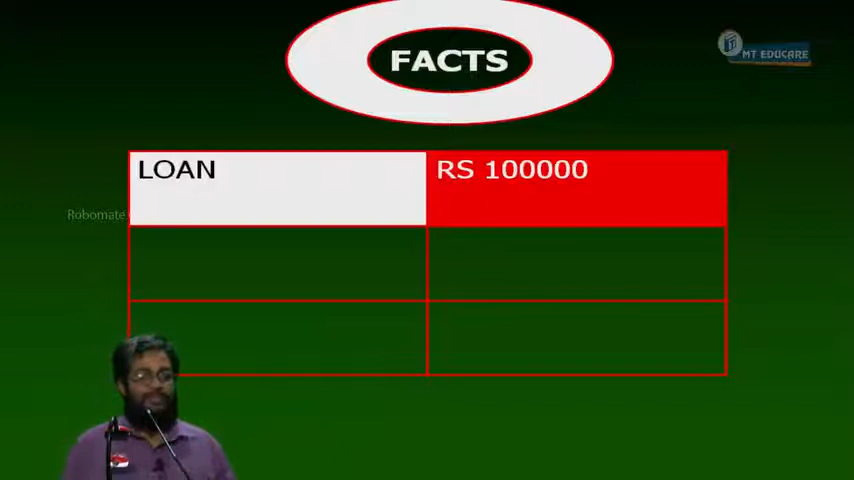 FACTS
MT EDUCARE
LOAN
RS 100000
Robomate